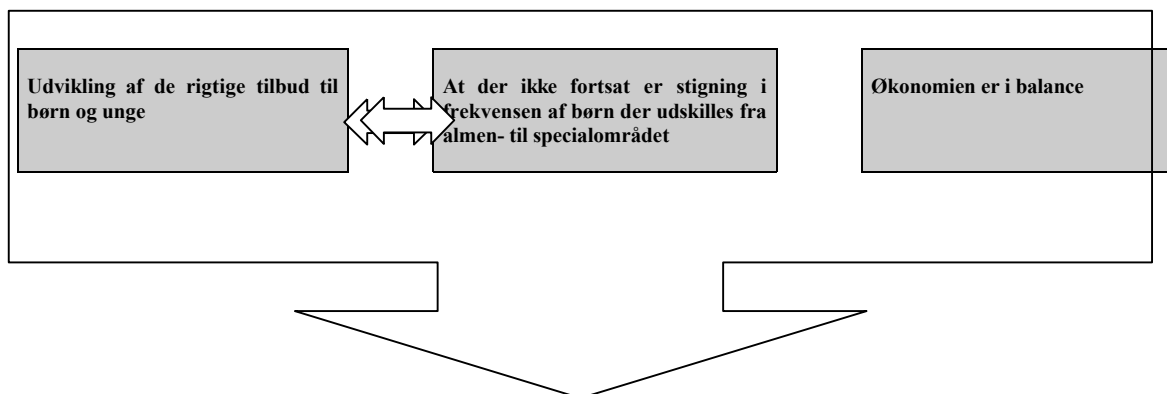 Udvikling af de rigtige tilbud til
børn og unge
At der ikke fortsat er stigning i
frekvensen af børn der udskilles fra
almen- til specialområdet
Økonomien er i balance